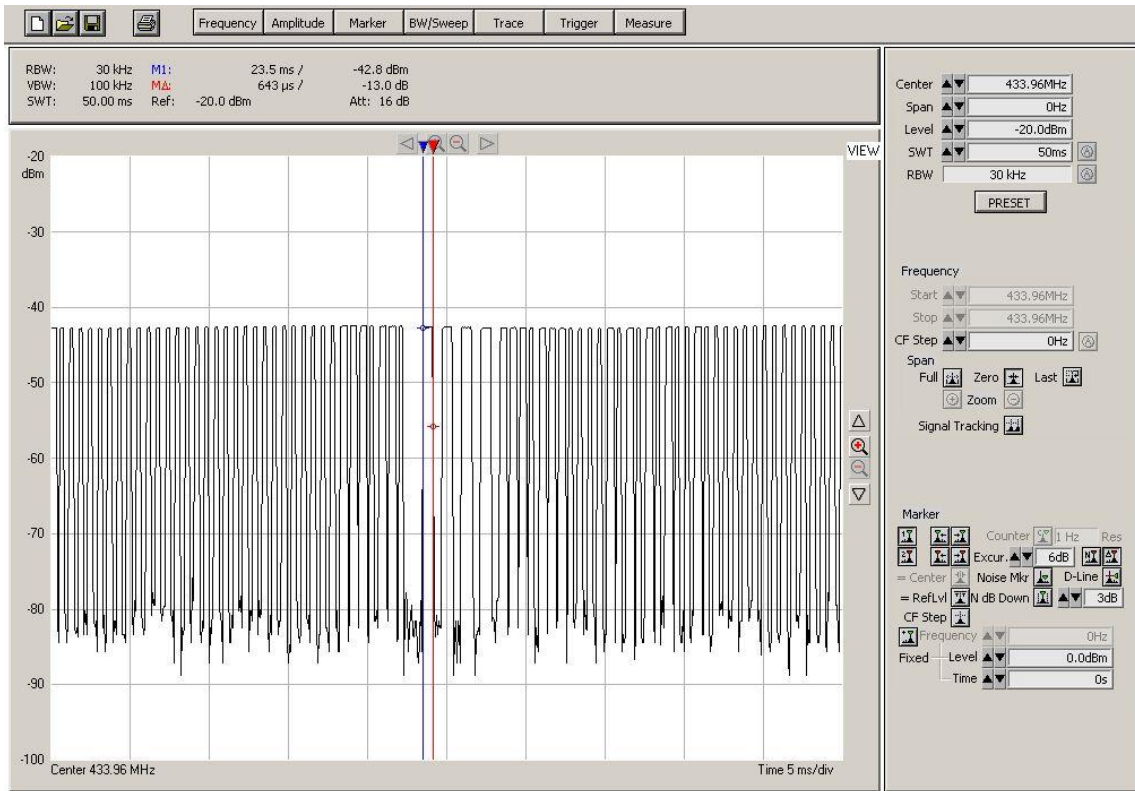 Frequency Amplitude Marker BW/Sweep Trace Trigger Measure
RBW: 30 kHz M1: 23.5 ms / -42.8 dBm
VBW: 100 kHz MΔ: 643 µs / -13.0 dB
SWT: 50.00 ms Ref: -20.0 dBm Att: 16 dB
VIEW
-20
dBm
-30
-40
-50
-60
-70
-80
-90
-100
Center 433.96 MHz Time 5 ms/div
Center 433.96MHz
Span 0Hz
Level -20.0dBm
SWT 50ms
RBW 30 kHz
PRESET
Frequency
Start 433.96MHz
Stop 433.96MHz
CF Step 0Hz
Span
Full Zero Last
Zoom
Signal Tracking
Marker
Counter 1 Hz Res
Excur. 6dB
= Center Noise Mkr D-Line
= RefLvl N dB Down 3dB
CF Step
Frequency 0Hz
Fixed Level 0.0dBm
Time 0s